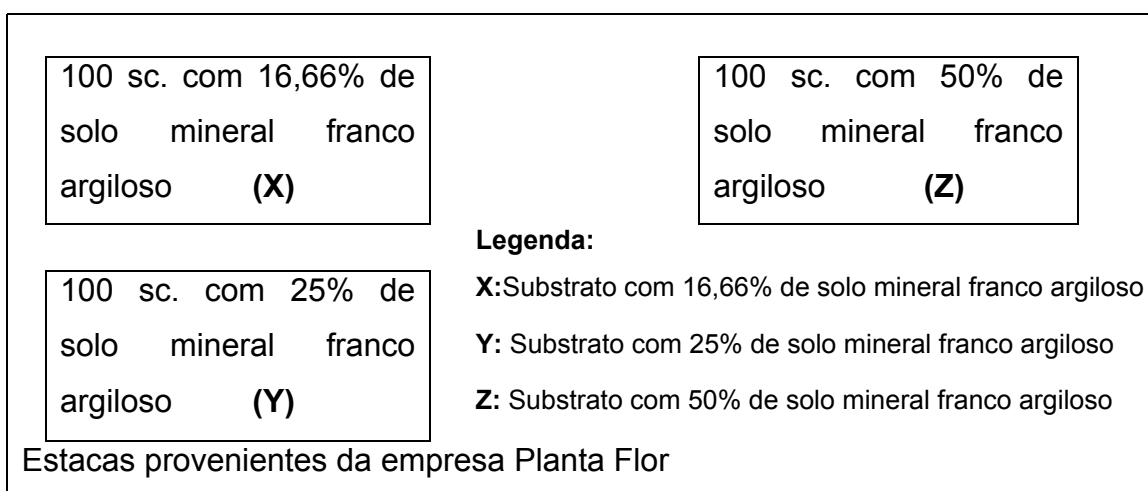 100 sc. com 16,66% de
solo mineral franco
argiloso (X)
100 sc. com 50% de
solo mineral franco
argiloso (Z)
100 sc. com 25% de
solo mineral franco
argiloso (Y)
Legenda:
X:Substrato com 16,66% de solo mineral franco argiloso
Y: Substrato com 25% de solo mineral franco argiloso
Z: Substrato com 50% de solo mineral franco argiloso
Estacas provenientes da empresa Planta Flor